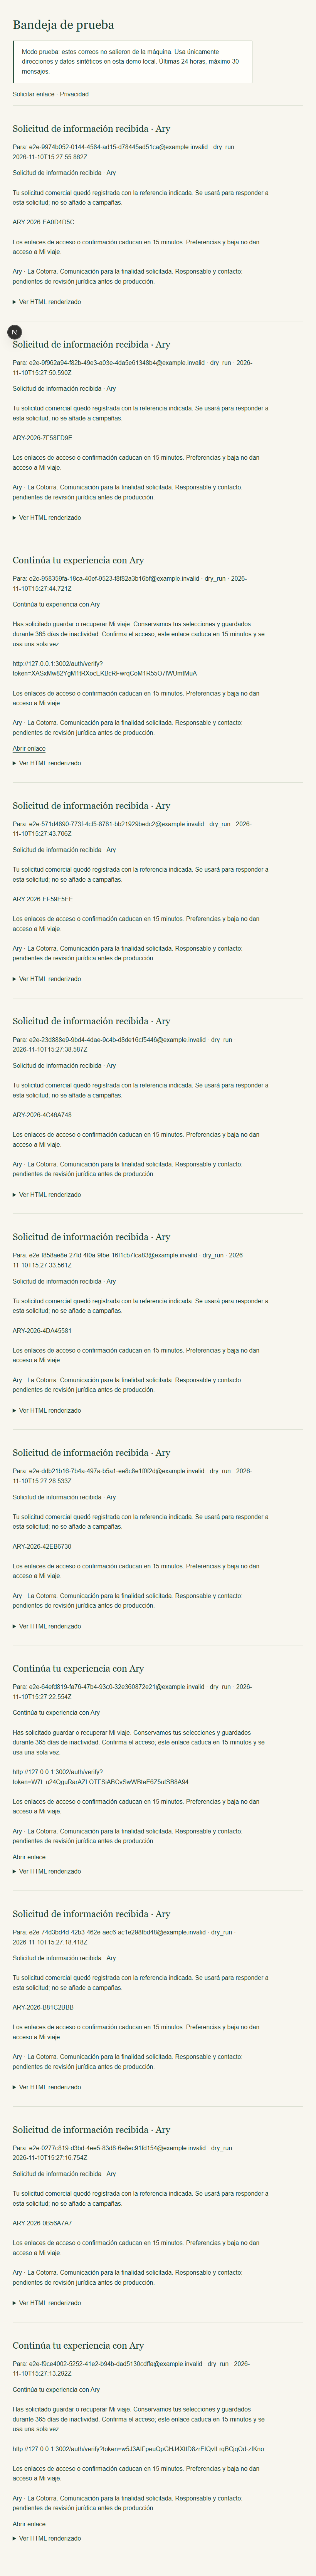 Bandeja de prueba
Modo prueba: estos correos no salieron de la máquina. Usa únicamente
direcciones y datos sintéticos en esta demo local. Últimas 24 horas, máximo 30
mensajes.
Solicitar enlace · Privacidad
Solicitud de información recibida · Ary
Para: e2e-9974b052-0144-4584-ad15-d78445ad51ca@example.invalid · dry_run ·
2026-11-10T15:27:55.862Z
Solicitud de información recibida · Ary
Tu solicitud comercial quedó registrada con la referencia indicada. Se usará para responder a
esta solicitud; no se añade a campañas.
ARY-2026-EA0D4D5C
Los enlaces de acceso o confirmación caducan en 15 minutos. Preferencias y baja no dan
acceso a Mi viaje.
Ary · La Cotorra. Comunicación para la finalidad solicitada. Responsable y contacto:
pendientes de revisión jurídica antes de producción.
▶ Ver HTML renderizado
N
Solicitud de información recibida · Ary
Para: e2e-9f962a94-f82b-49e3-a03e-4da5e61348b4@example.invalid · dry_run · 2026-
11-10T15:27:50.590Z
Solicitud de información recibida · Ary
Tu solicitud comercial quedó registrada con la referencia indicada. Se usará para responder a
esta solicitud; no se añade a campañas.
ARY-2026-7F58FD9E
Los enlaces de acceso o confirmación caducan en 15 minutos. Preferencias y baja no dan
acceso a Mi viaje.
Ary · La Cotorra. Comunicación para la finalidad solicitada. Responsable y contacto:
pendientes de revisión jurídica antes de producción.
▶ Ver HTML renderizado
Continúa tu experiencia con Ary
Para: e2e-958359fa-18ca-40ef-9523-f8f82a3b16bf@example.invalid · dry_run · 2026-
11-10T15:27:44.721Z
Continúa tu experiencia con Ary
Has solicitado guardar o recuperar Mi viaje. Conservamos tus selecciones y guardados
durante 365 días de inactividad. Confirma el acceso; este enlace caduca en 15 minutos y se
usa una sola vez.
http://127.0.0.1:3002/auth/verify?
Los enlaces de acceso o confirmación caducan en 15 minutos. Preferencias y baja no dan
acceso a Mi viaje.
Ary · La Cotorra. Comunicación para la finalidad solicitada. Responsable y contacto:
pendientes de revisión jurídica antes de producción.
Abrir enlace
▶ Ver HTML renderizado
Solicitud de información recibida · Ary
Para: e2e-571d4890-773f-4cf5-8781-bb21929bedc2@example.invalid · dry_run · 2026-
11-10T15:27:43.706Z
Solicitud de información recibida · Ary
Tu solicitud comercial quedó registrada con la referencia indicada. Se usará para responder a
esta solicitud; no se añade a campañas.
ARY-2026-EF59E5EE
Los enlaces de acceso o confirmación caducan en 15 minutos. Preferencias y baja no dan
acceso a Mi viaje.
Ary · La Cotorra. Comunicación para la finalidad solicitada. Responsable y contacto:
pendientes de revisión jurídica antes de producción.
▶ Ver HTML renderizado
Solicitud de información recibida · Ary
Para: e2e-23d888e9-9bd4-4dae-9c4b-d8de16cf5446@example.invalid · dry_run ·
2026-11-10T15:27:38.587Z
Solicitud de información recibida · Ary
Tu solicitud comercial quedó registrada con la referencia indicada. Se usará para responder a
esta solicitud; no se añade a campañas.
ARY-2026-4C46A748
Los enlaces de acceso o confirmación caducan en 15 minutos. Preferencias y baja no dan
acceso a Mi viaje.
Ary · La Cotorra. Comunicación para la finalidad solicitada. Responsable y contacto:
pendientes de revisión jurídica antes de producción.
▶ Ver HTML renderizado
Solicitud de información recibida · Ary
Para: e2e-f858ae8e-27fd-4f0a-9fbe-16f1cb7fca83@example.invalid · dry_run · 2026-
11-10T15:27:33.561Z
Solicitud de información recibida · Ary
Tu solicitud comercial quedó registrada con la referencia indicada. Se usará para responder a
esta solicitud; no se añade a campañas.
ARY-2026-4DA45581
Los enlaces de acceso o confirmación caducan en 15 minutos. Preferencias y baja no dan
acceso a Mi viaje.
Ary · La Cotorra. Comunicación para la finalidad solicitada. Responsable y contacto:
pendientes de revisión jurídica antes de producción.
▶ Ver HTML renderizado
Solicitud de información recibida · Ary
Para: e2e-ddb21b16-7b4a-497a-b5a1-ee8c8e1f0f2d@example.invalid · dry_run · 2026-
11-10T15:27:28.533Z
Solicitud de información recibida · Ary
Tu solicitud comercial quedó registrada con la referencia indicada. Se usará para responder a
esta solicitud; no se añade a campañas.
ARY-2026-42EB6730
Los enlaces de acceso o confirmación caducan en 15 minutos. Preferencias y baja no dan
acceso a Mi viaje.
Ary · La Cotorra. Comunicación para la finalidad solicitada. Responsable y contacto:
pendientes de revisión jurídica antes de producción.
▶ Ver HTML renderizado
Continúa tu experiencia con Ary
Para: e2e-64efd819-fa76-47b4-93c0-32e360872e21@example.invalid · dry_run · 2026-
11-10T15:27:22.554Z
Continúa tu experiencia con Ary
Has solicitado guardar o recuperar Mi viaje. Conservamos tus selecciones y guardados
durante 365 días de inactividad. Confirma el acceso; este enlace caduca en 15 minutos y se
usa una sola vez.
http://127.0.0.1:3002/auth/verify?
Los enlaces de acceso o confirmación caducan en 15 minutos. Preferencias y baja no dan
acceso a Mi viaje.
Ary · La Cotorra. Comunicación para la finalidad solicitada. Responsable y contacto:
pendientes de revisión jurídica antes de producción.
Abrir enlace
▶ Ver HTML renderizado
Solicitud de información recibida · Ary
Para: e2e-74d3bd4d-42b3-462e-aec6-ac1e298fbd48@example.invalid · dry_run ·
2026-11-10T15:27:18.418Z
Solicitud de información recibida · Ary
Tu solicitud comercial quedó registrada con la referencia indicada. Se usará para responder a
esta solicitud; no se añade a campañas.
ARY-2026-B81C2BBB
Los enlaces de acceso o confirmación caducan en 15 minutos. Preferencias y baja no dan
acceso a Mi viaje.
Ary · La Cotorra. Comunicación para la finalidad solicitada. Responsable y contacto:
pendientes de revisión jurídica antes de producción.
▶ Ver HTML renderizado
Solicitud de información recibida · Ary
Para: e2e-0277c819-d3bd-4ee5-83d8-6e8ec91fd154@example.invalid · dry_run ·
2026-11-10T15:27:16.754Z
Solicitud de información recibida · Ary
Tu solicitud comercial quedó registrada con la referencia indicada. Se usará para responder a
esta solicitud; no se añade a campañas.
ARY-2026-0B56A7A7
Los enlaces de acceso o confirmación caducan en 15 minutos. Preferencias y baja no dan
acceso a Mi viaje.
Ary · La Cotorra. Comunicación para la finalidad solicitada. Responsable y contacto:
pendientes de revisión jurídica antes de producción.
▶ Ver HTML renderizado
Continúa tu experiencia con Ary
Para: e2e-f9ce4002-5252-41e2-b94b-dad5130cdffa@example.invalid · dry_run · 2026-
11-10T15:27:13.292Z
Continúa tu experiencia con Ary
Has solicitado guardar o recuperar Mi viaje. Conservamos tus selecciones y guardados
durante 365 días de inactividad. Confirma el acceso; este enlace caduca en 15 minutos y se
usa una sola vez.
Los enlaces de acceso o confirmación caducan en 15 minutos. Preferencias y baja no dan
acceso a Mi viaje.
Ary · La Cotorra. Comunicación para la finalidad solicitada. Responsable y contacto:
pendientes de revisión jurídica antes de producción.
Abrir enlace
▶ Ver HTML renderizado